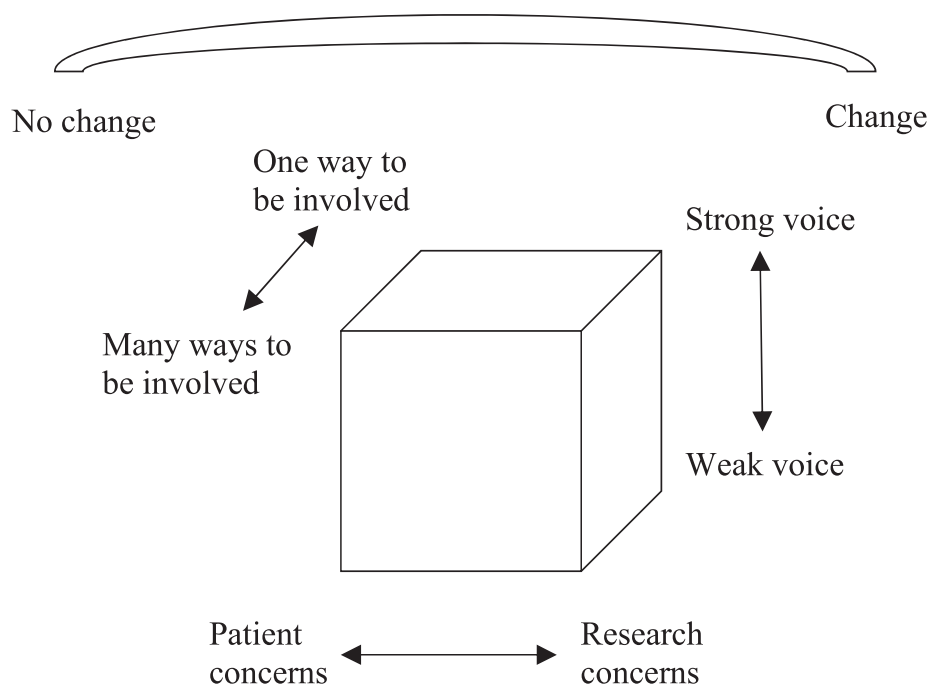 No change
Change
One way to
be involved
Strong voice
Many ways to
be involved
Weak voice
Patient
concerns
Research
concerns